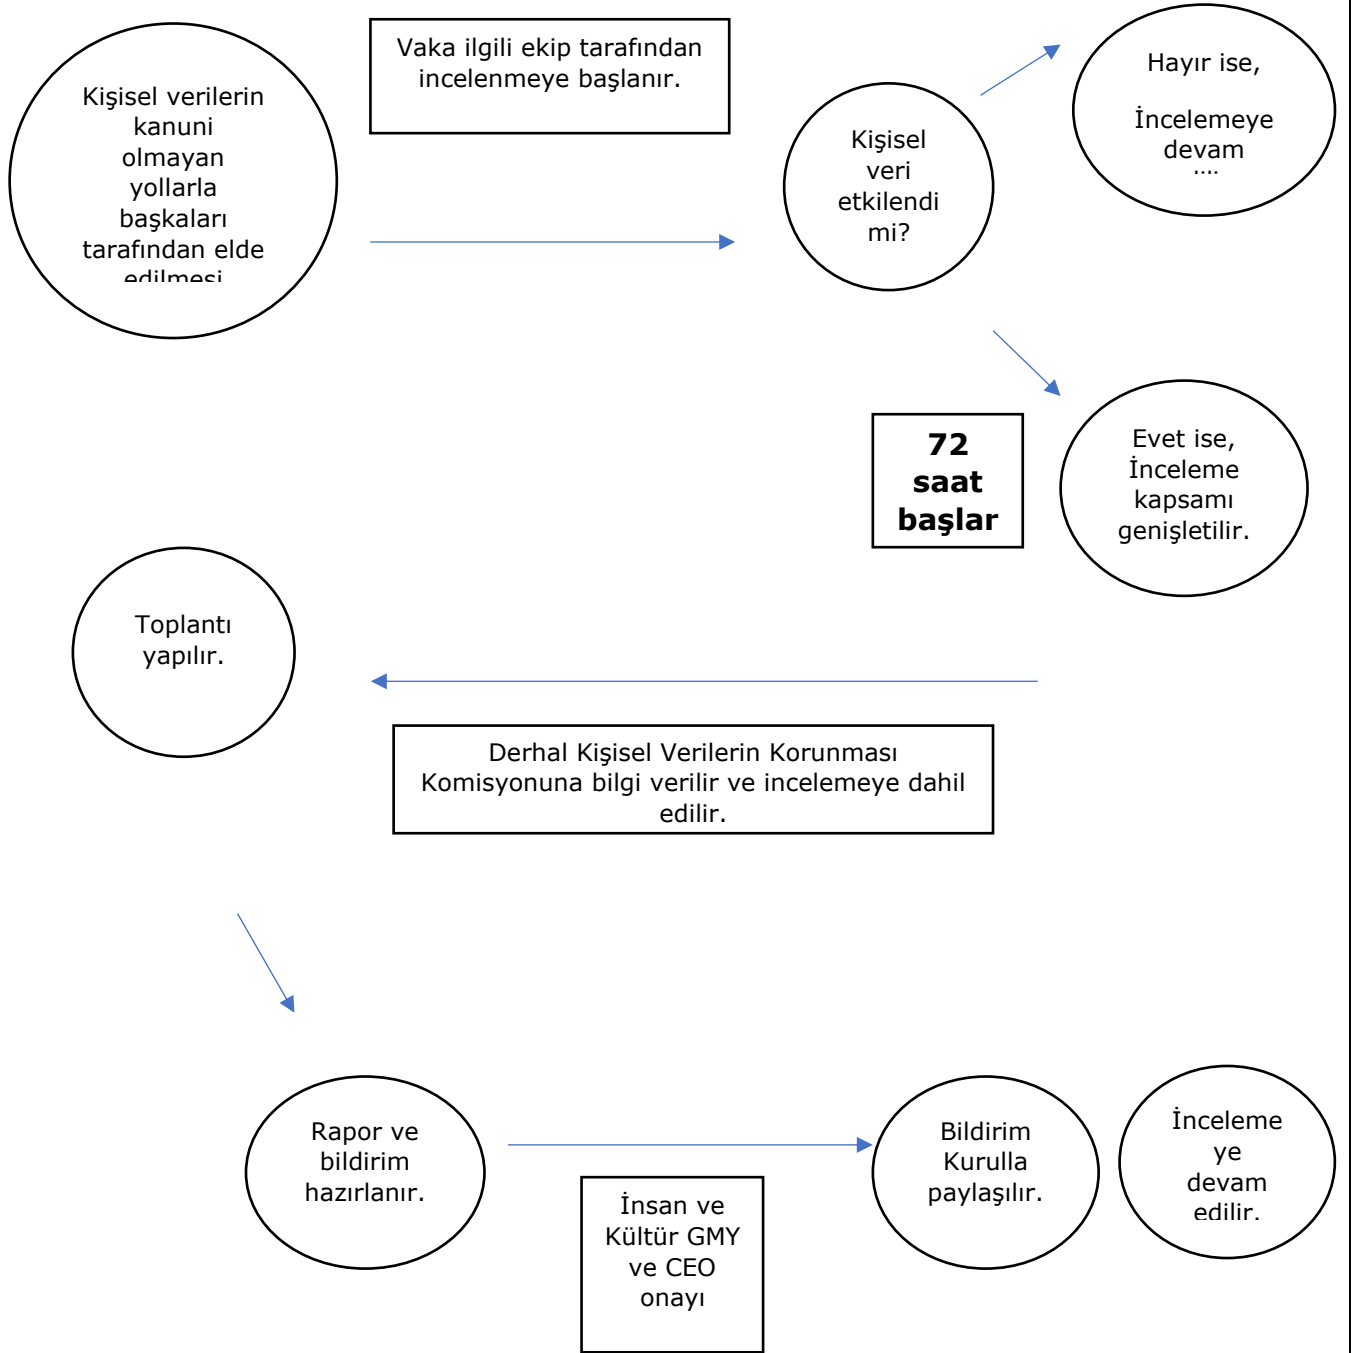 Kişisel verilerin
kanuni
olmayan
yollarla
başkaları
tarafından elde
edilmesi
Vaka ilgili ekip tarafından
incelenmeye başlanır.
Kişisel
veri
etkilendi
mi?
Hayır ise,
İncelemeye
devam
72
saat
başlar
Evet ise,
İnceleme
kapsamı
genişletilir.
Toplantı
yapılır.
Derhal Kişisel Verilerin Korunması
Komisyonuna bilgi verilir ve incelemeye dahil
edilir.
Rapor ve
bildirim
hazırlanır.
İnsan ve
Kültür GMY
ve CEO
onayı
Bildirim
Kurulla
paylaşılır.
İnceleme
ye
devam
edilir.